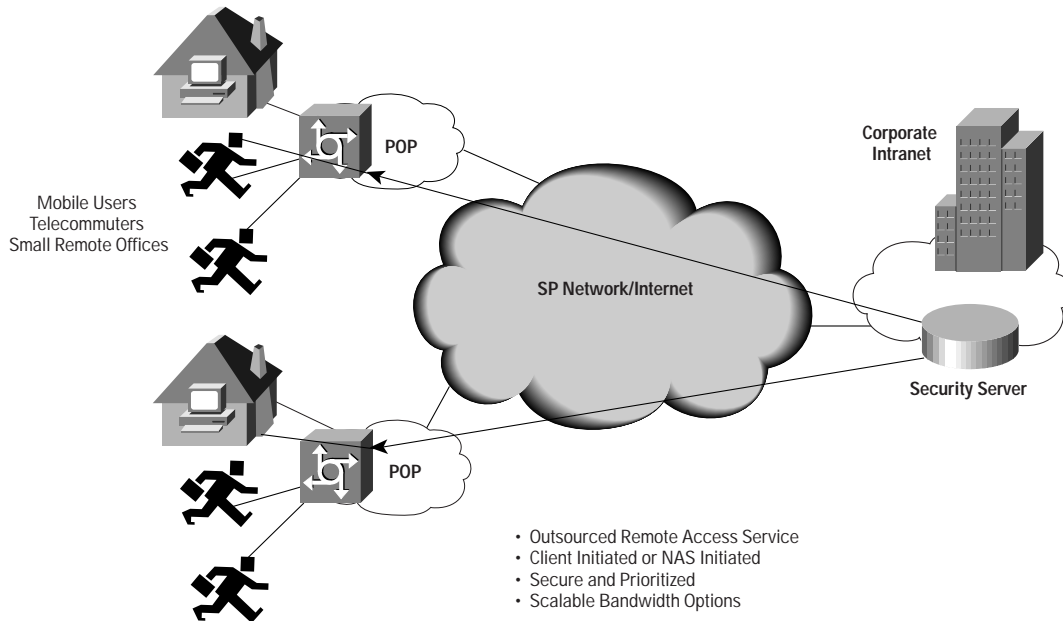 POP
Corporate
Intranet
Mobile Users
Telecommuters
Small Remote Offices
SP Network/Internet
Security Server
POP
• Outsourced Remote Access Service
• Client Initiated or NAS Initiated
• Secure and Prioritized
• Scalable Bandwidth Options